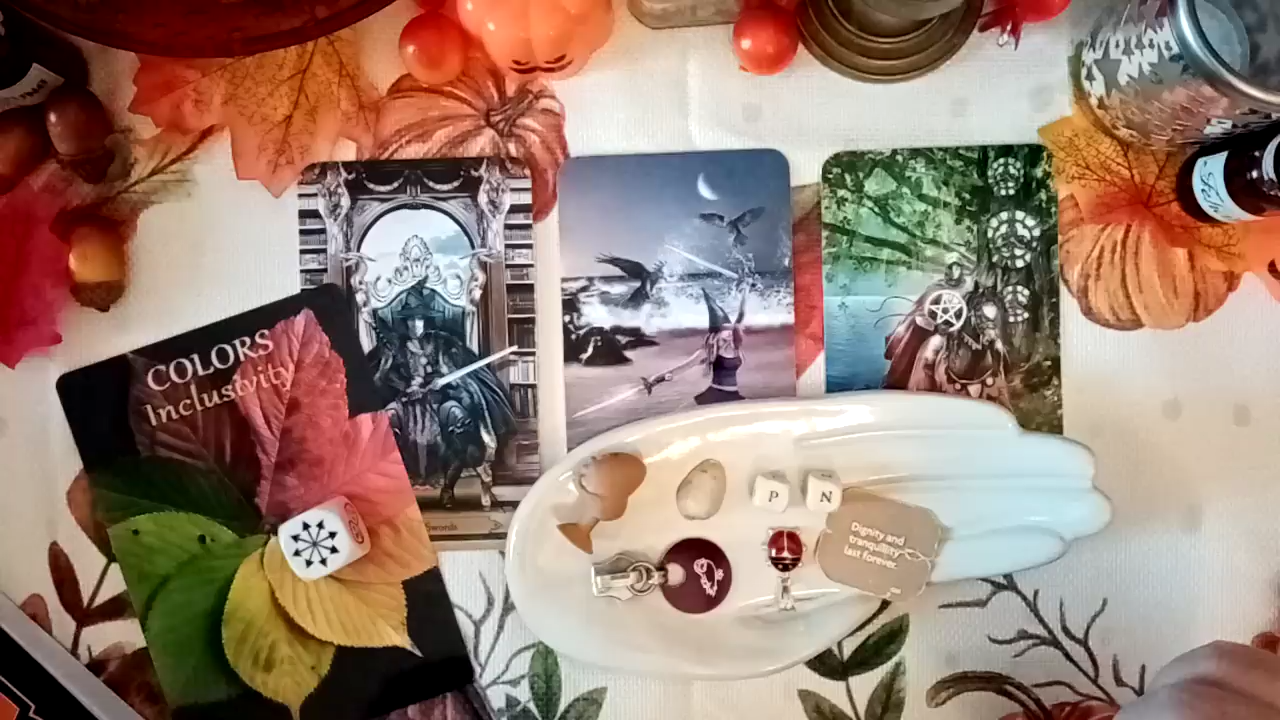 COLORS
Inclusivity
Swords
P
N
Dignity and
tranquility
last forever.